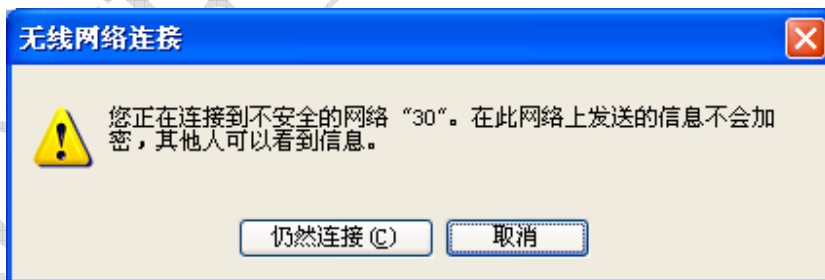 无线网络连接
您正在连接到不安全的网络 “30”。在此网络上发送的信息不会加
密，其他人可以看到信息。
仍然连接(C)
取消